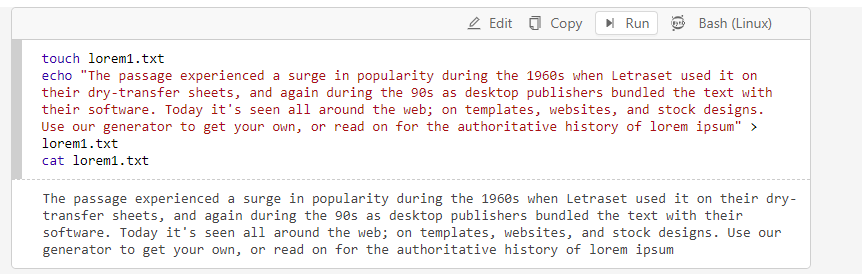 Edit Copy Run Bash (Linux)
touch lorem1.txt
echo "The passage experienced a surge in popularity during the 1960s when Letraset used it on
their dry-transfer sheets, and again during the 90s as desktop publishers bundled the text with
their software. Today it's seen all around the web; on templates, websites, and stock designs.
Use our generator to get your own, or read on for the authoritative history of lorem ipsum" >
lorem1.txt
cat lorem1.txt
The passage experienced a surge in popularity during the 1960s when Letraset used it on their dry-
transfer sheets, and again during the 90s as desktop publishers bundled the text with their
software. Today it's seen all around the web; on templates, websites, and stock designs. Use our
generator to get your own, or read on for the authoritative history of lorem ipsum